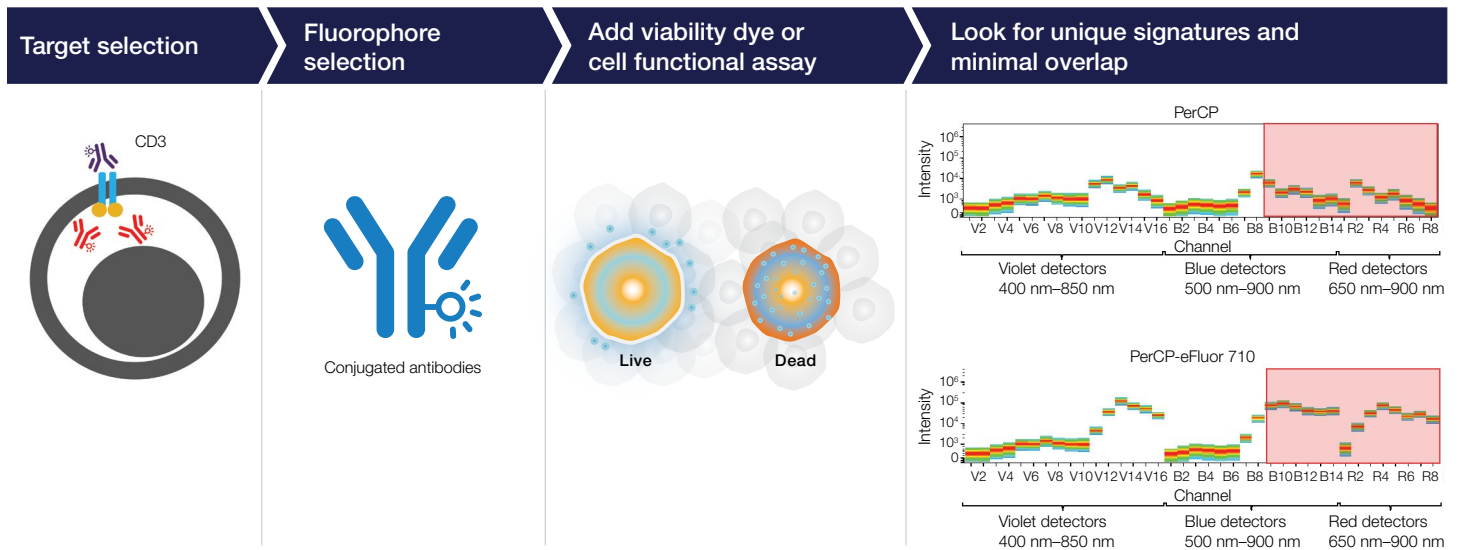 Target selection
Fluorophore
selection
Add viability dye or
cell functional assay
Look for unique signatures and
minimal overlap
CD3
Conjugated antibodies
Live
Dead
PerCP
Intensity
10⁶
10⁵
10⁴
10³
0
V2 V4 V6 V8 V10 V12 V14 V16 B2 B4 B6 B8 B10 B12 B14 R2 R4 R6 R8
Channel
Violet detectors Blue detectors Red detectors
400 nm–850 nm 500 nm–900 nm 650 nm–900 nm
PerCP-eFluor 710
Intensity
10⁶
10⁵
10⁴
10³
0
V2 V4 V6 V8 V10 V12 V14 V16 B2 B4 B6 B8 B10 B12 B14 R2 R4 R6 R8
Channel
Violet detectors Blue detectors Red detectors
400 nm–850 nm 500 nm–900 nm 650 nm–900 nm